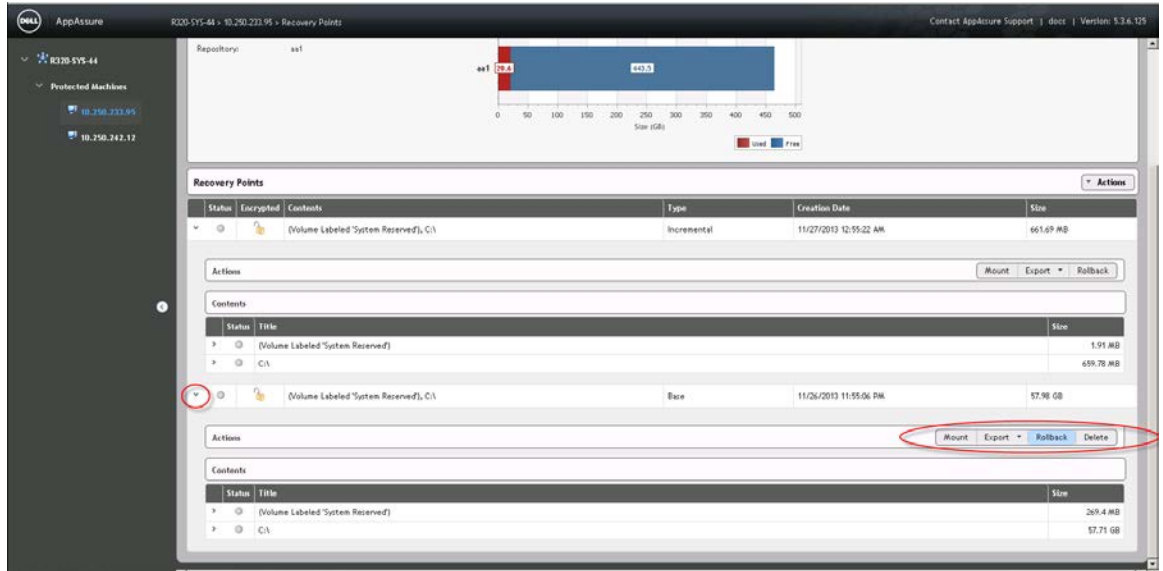 DELL AppAssure R320-SYS-44 > 10.250.233.95 > Recovery Points Contact AppAssure Support | docs | Version: 5.3.6.125
R320-SYS-44
Protected Machines
10.250.233.95
10.250.242.12
Repository: aa1
aa1 20.6 443.5
0 50 100 150 200 250 300 350 400 450 500
Size (GB)
Used Free
Recovery Points Actions
Status Encrypted Contents Type Creation Date Size
(Volume Labeled 'System Reserved'), C:\ Incremental 11/27/2013 12:55:22 AM 661.69 MB
Actions Mount Export Rollback
Contents
Status Title Size
(Volume Labeled 'System Reserved') 1.91 MB
C:\ 659.78 MB
(Volume Labeled 'System Reserved'), C:\ Base 11/26/2013 11:55:06 PM 57.98 GB
Actions Mount Export Rollback Delete
Contents
Status Title Size
(Volume Labeled 'System Reserved') 269.4 MB
C:\ 57.71 GB